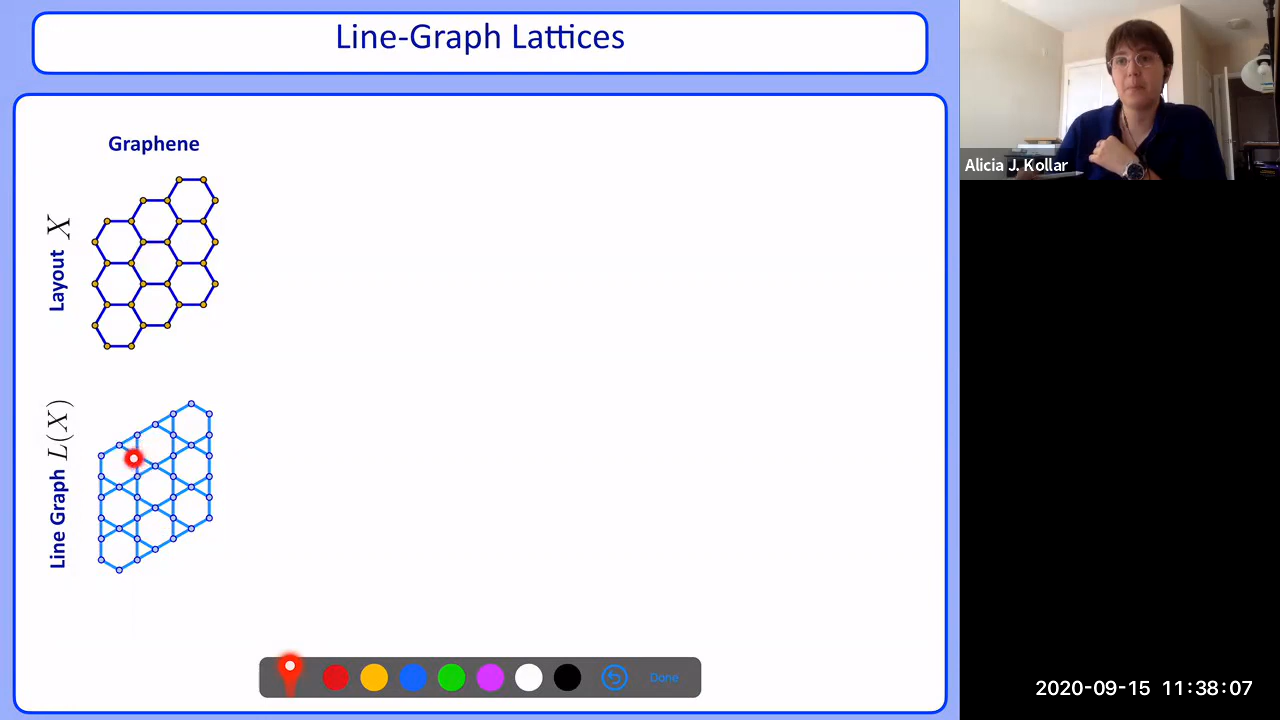 Line-Graph Lattices
Graphene
Layout X
Line Graph L(X)
Done
Alicia J. Kollar
2020-09-15 11:38:07